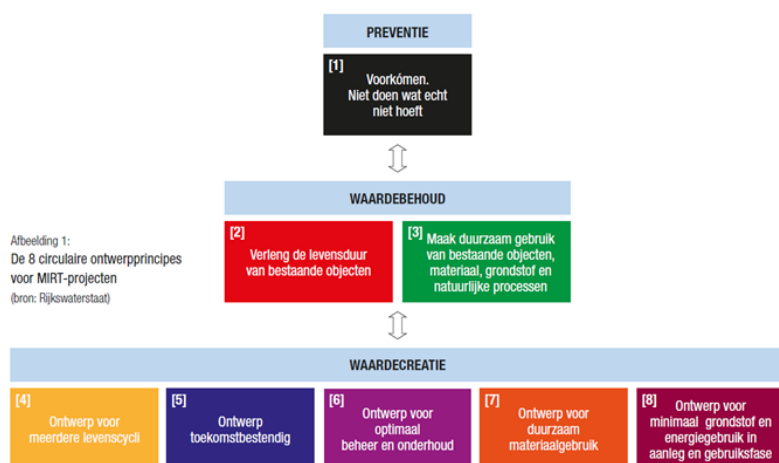 PREVENTIE
[1]
Voorkómen.
Niet doen wat echt
niet hoeft
WAARDEBEHOUD
[2]
Verleng de levensduur
van bestaande objecten
[3]
Maak duurzaam gebruik
van bestaande objecten,
materiaal, grondstof en
natuurlijke processen
Afbeelding 1:
De 8 circulaire ontwerpprincipes
voor MIRT-projecten
(bron: Rijkswaterstaat)
WAARDECREATIE
[4]
Ontwerp voor
meerdere levenscycli
[5]
Ontwerp
toekomstbestendig
[6]
Ontwerp voor
optimaal
beheer en onderhoud
[7]
Ontwerp voor
duurzaam
materiaalgebruik
[8]
Ontwerp voor
minimaal grondstof en
energiegebruik in
aanleg en gebruiksfase